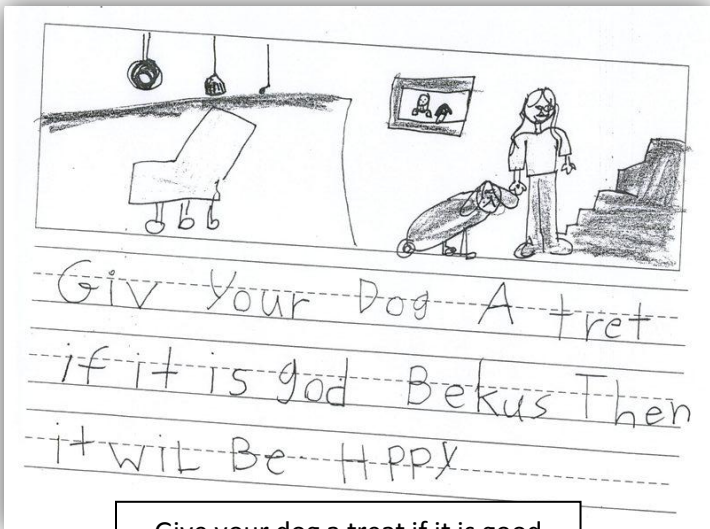 Giv Your Dog A tret
if it is god Bekus Then
it wil Be Hppy
Give your dog a treat if it is good